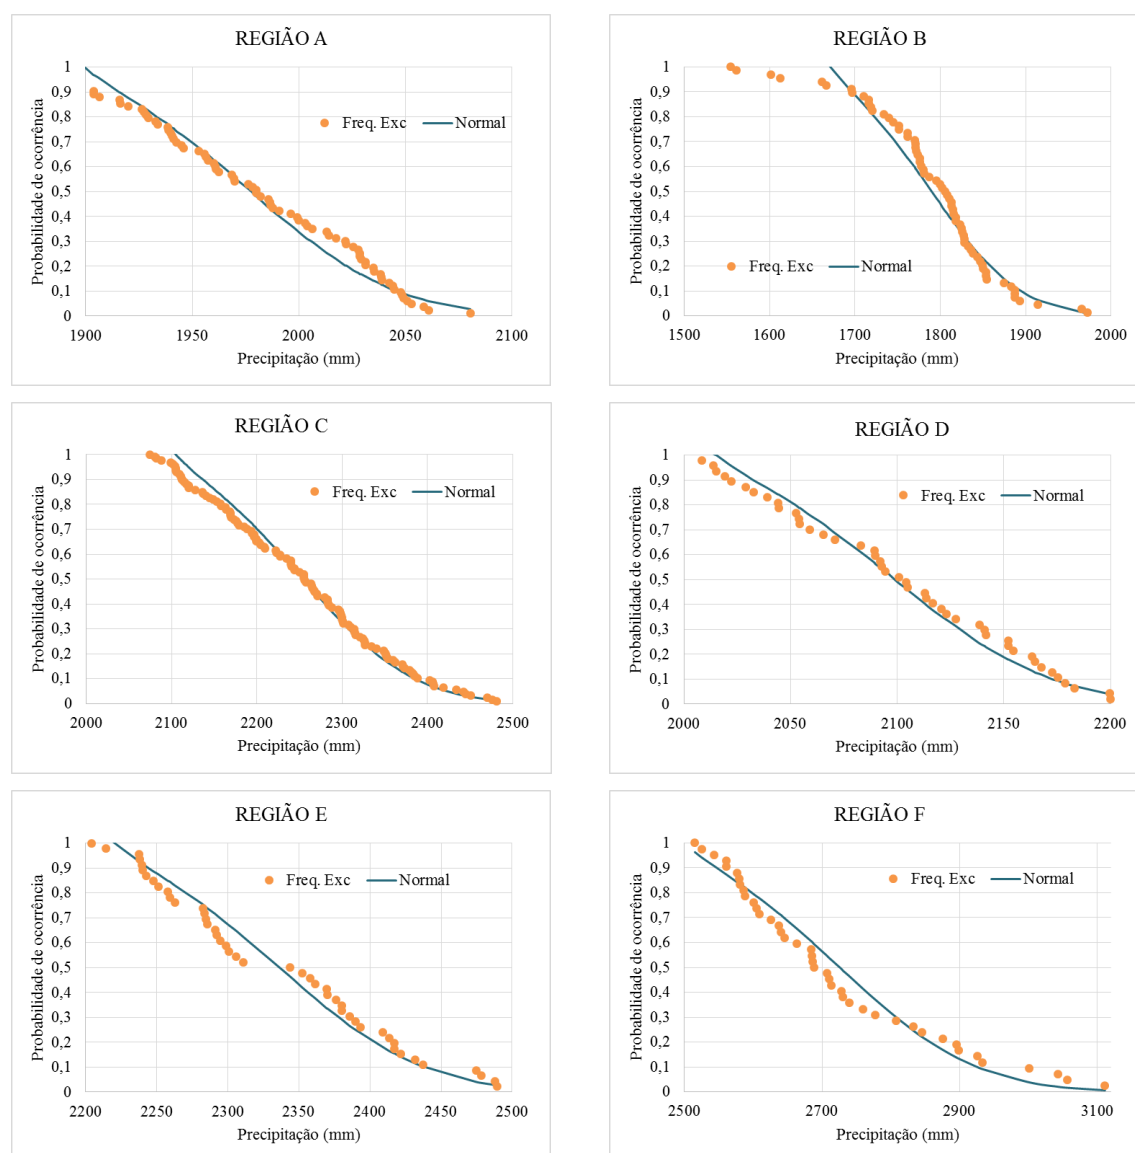 REGIÃO A
Probabilidade de ocorrência
1
0,9
0,8
0,7
0,6
0,5
0,4
0,3
0,2
0,1
0
Freq. Exc Normal
1900 1950 2000 2050 2100
Precipitação (mm)
REGIÃO B
Probabilidade de ocorrência
1
0,9
0,8
0,7
0,6
0,5
0,4
0,3
0,2
0,1
0
Freq. Exc Normal
1500 1600 1700 1800 1900 2000
Precipitação (mm)
REGIÃO C
Probabilidade de ocorrência
1
0,9
0,8
0,7
0,6
0,5
0,4
0,3
0,2
0,1
0
Freq. Exc Normal
2000 2100 2200 2300 2400 2500
Precipitação (mm)
REGIÃO D
Probabilidade de ocorrência
1
0,9
0,8
0,7
0,6
0,5
0,4
0,3
0,2
0,1
0
Freq. Exc Normal
2000 2050 2100 2150 2200
Precipitação (mm)
REGIÃO E
Probabilidade de ocorrência
1
0,9
0,8
0,7
0,6
0,5
0,4
0,3
0,2
0,1
0
Freq. Exc Normal
2200 2250 2300 2350 2400 2450 2500
Precipitação (mm)
REGIÃO F
Probabilidade de ocorrência
1
0,9
0,8
0,7
0,6
0,5
0,4
0,3
0,2
0,1
0
Freq. Exc Normal
2500 2700 2900 3100
Precipitação (mm)